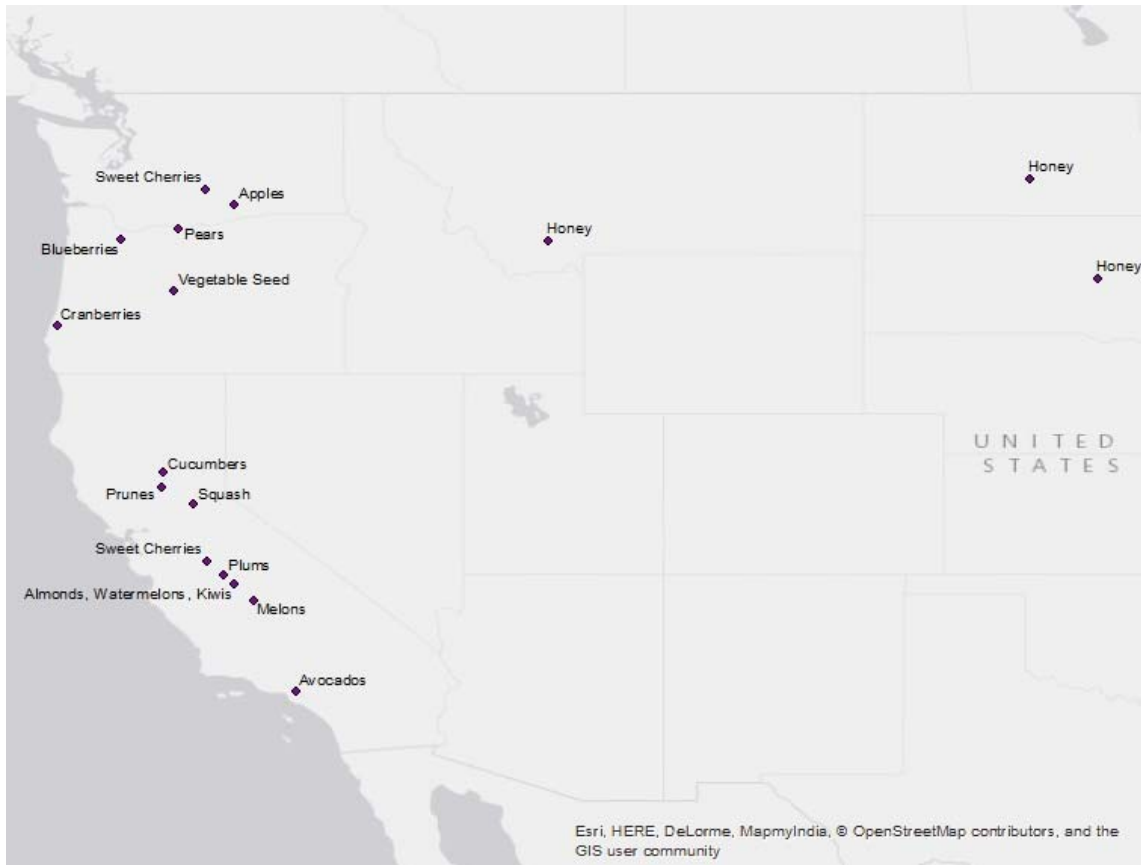 Honey
Sweet Cherries
Apples
Pears
Honey
Blueberries
Honey
Vegetable Seed
Cranberries
UNITED
STATES
Cucumbers
Prunes
Squash
Sweet Cherries
Plums
Almonds, Watermelons, Kiwis
Melons
Avocados
Esri, HERE, DeLorme, MapmyIndia, © OpenStreetMap contributors, and the
GIS user community